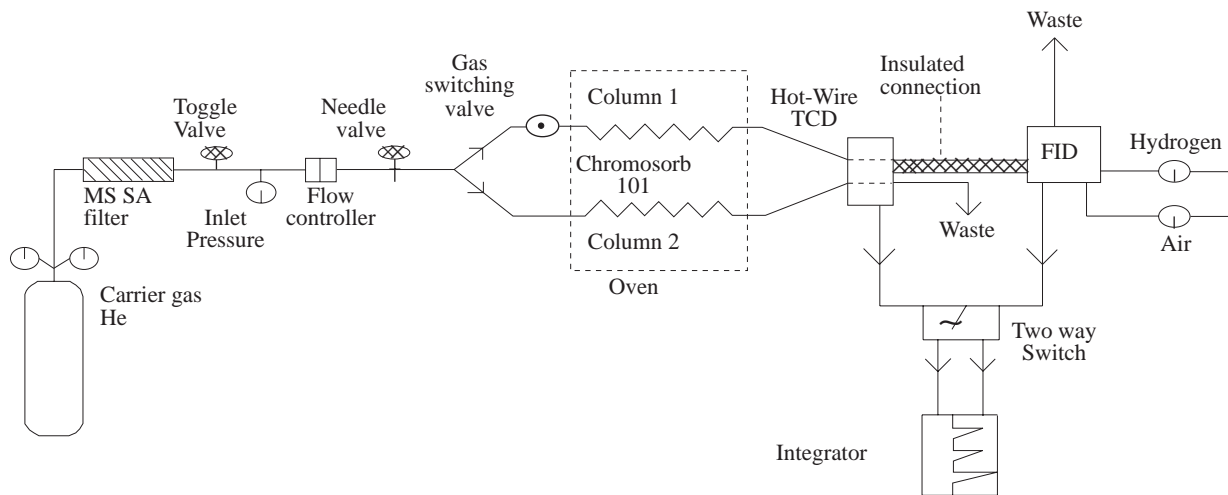 Waste
Gas
switching
valve
Insulated
connection
Hot-Wire
TCD
Toggle
Valve
Needle
valve
Column 1
FID
Hydrogen
Chromosorb
101
MS SA
filter
Flow
controller
Inlet
Pressure
Column 2
Waste
Air
Oven
Carrier gas
He
Two way
Switch
Integrator